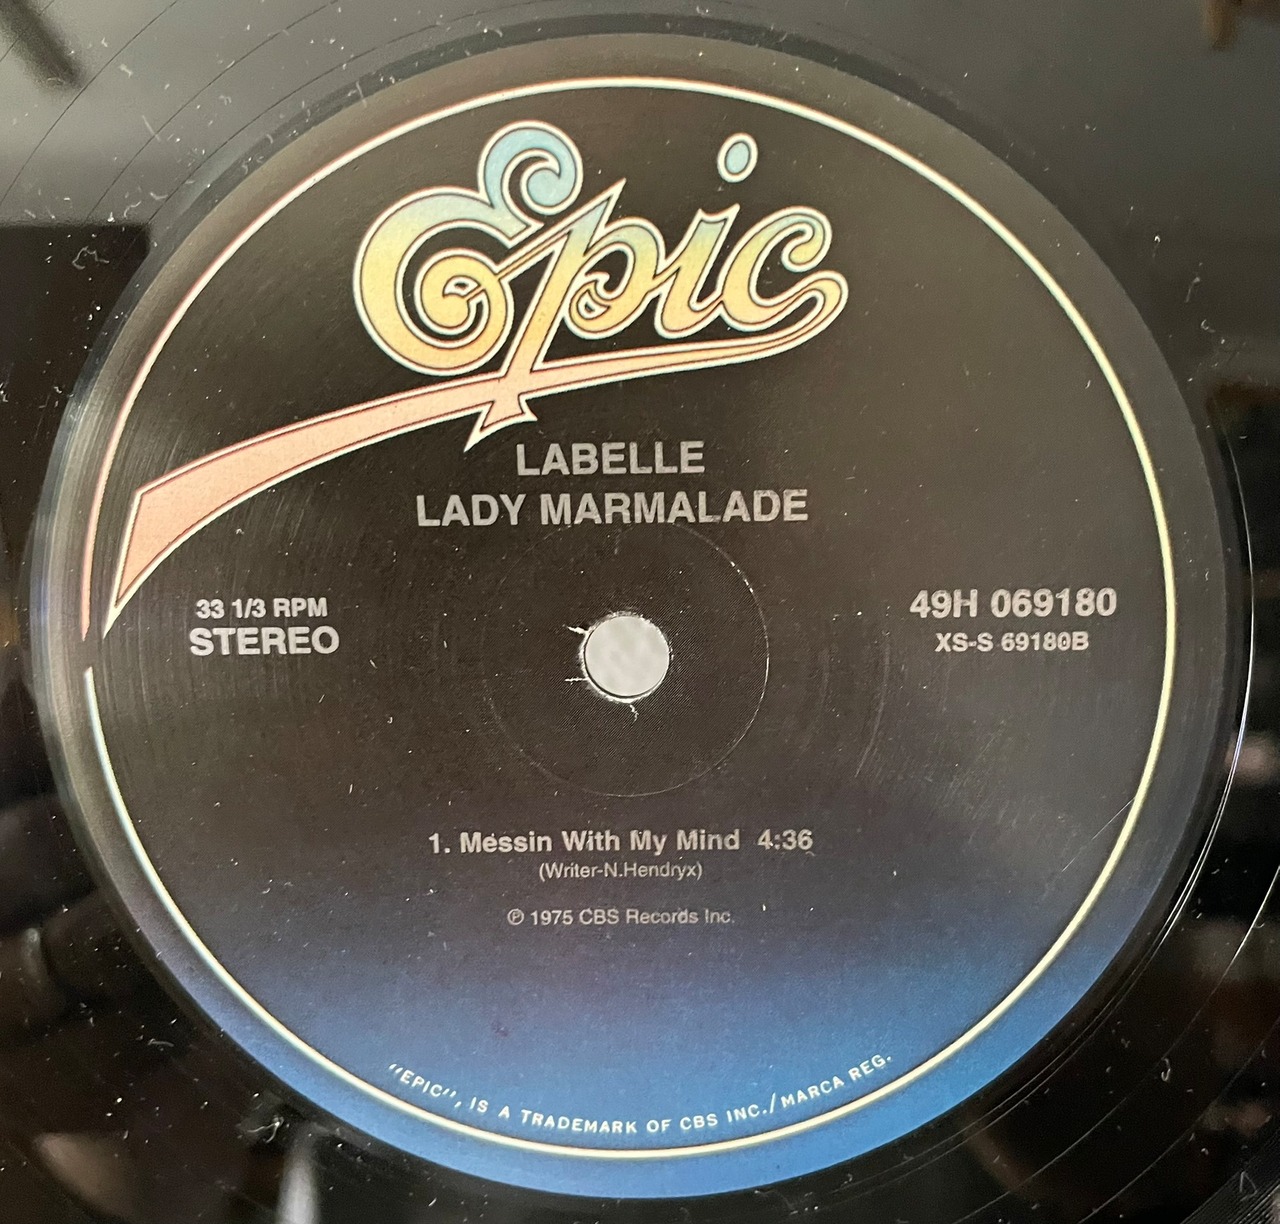 Epic
LABELLE
LADY MARMALADE
33 1/3 RPM
STEREO
49H 069180
XS-S 69180B
1. Messin With My Mind 4:36
(Writer-N.Hendryx)
℗ 1975 CBS Records Inc.
"EPIC", IS A TRADEMARK OF CBS INC./MARCA REG.